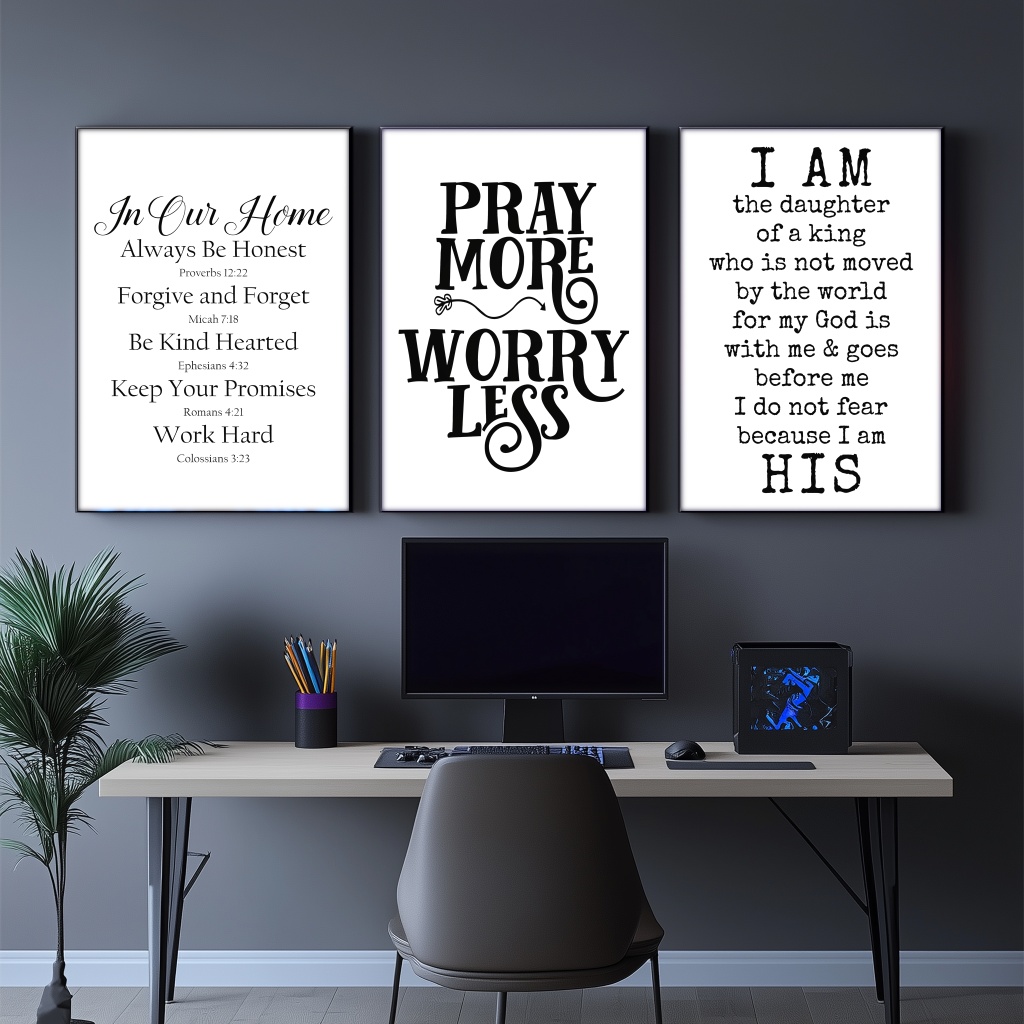 In Our Home
Always Be Honest
Proverbs 12:22
Forgive and Forget
Micah 7:18
Be Kind Hearted
Ephesians 4:32
Keep Your Promises
Romans 4:21
Work Hard
Colossians 3:23
PRAY
MORE
WORRY
LESS
I AM
the daughter
of a king
who is not moved
by the world
for my God is
with me & goes
before me
I do not fear
because I am
HIS